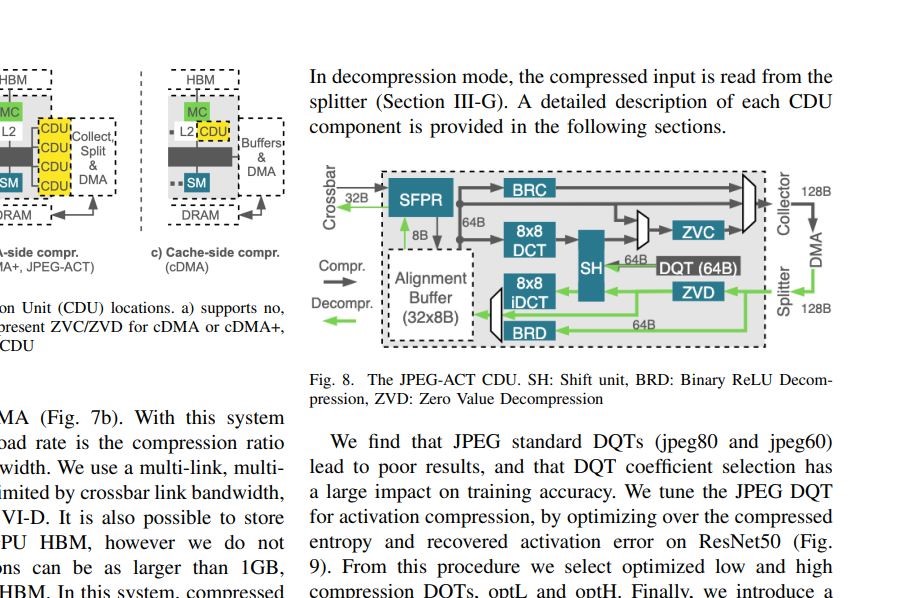 HBM
MC
L2
CDU
CDU
CDU
CDU
Collect,
Split
&
DMA
SM
DRAM
A-side compr.
MA+, JPEG-ACT)
HBM
MC
L2
CDU
Buffers
&
DMA
SM
DRAM
c) Cache-side compr.
(cDMA)
on Unit (CDU) locations. a) supports no,
present ZVC/ZVD for cDMA or cDMA+,
CDU
MA (Fig. 7b). With this system
oad rate is the compression ratio
width. We use a multi-link, multi-
imited by crossbar link bandwidth,
VI-D. It is also possible to store
PU HBM, however we do not
ons can be as larger than 1GB,
HBM. In this system, compressed
In decompression mode, the compressed input is read from the
splitter (Section III-G). A detailed description of each CDU
component is provided in the following sections.
Crossbar
32B
SFPR
8B
64B
BRC
8x8
DCT
SH
64B
DQT (64B)
ZVC
Collector
128B
DMA
Compr.
Decompr.
Alignment
Buffer
(32x8B)
8x8
iDCT
BRD
64B
ZVD
Splitter
128B
Fig. 8. The JPEG-ACT CDU. SH: Shift unit, BRD: Binary ReLU Decom-
pression, ZVD: Zero Value Decompression
We find that JPEG standard DQTs (jpeg80 and jpeg60)
lead to poor results, and that DQT coefficient selection has
a large impact on training accuracy. We tune the JPEG DQT
for activation compression, by optimizing over the compressed
entropy and recovered activation error on ResNet50 (Fig.
9). From this procedure we select optimized low and high
compression DQTs, optL and optH. Finally, we introduce a